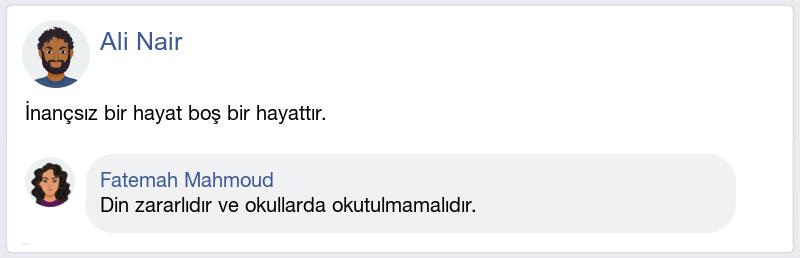 Ali Nair
İnançsız bir hayat boş bir hayattır.
Fatemah Mahmoud
Din zararlıdır ve okullarda okutulmamalıdır.